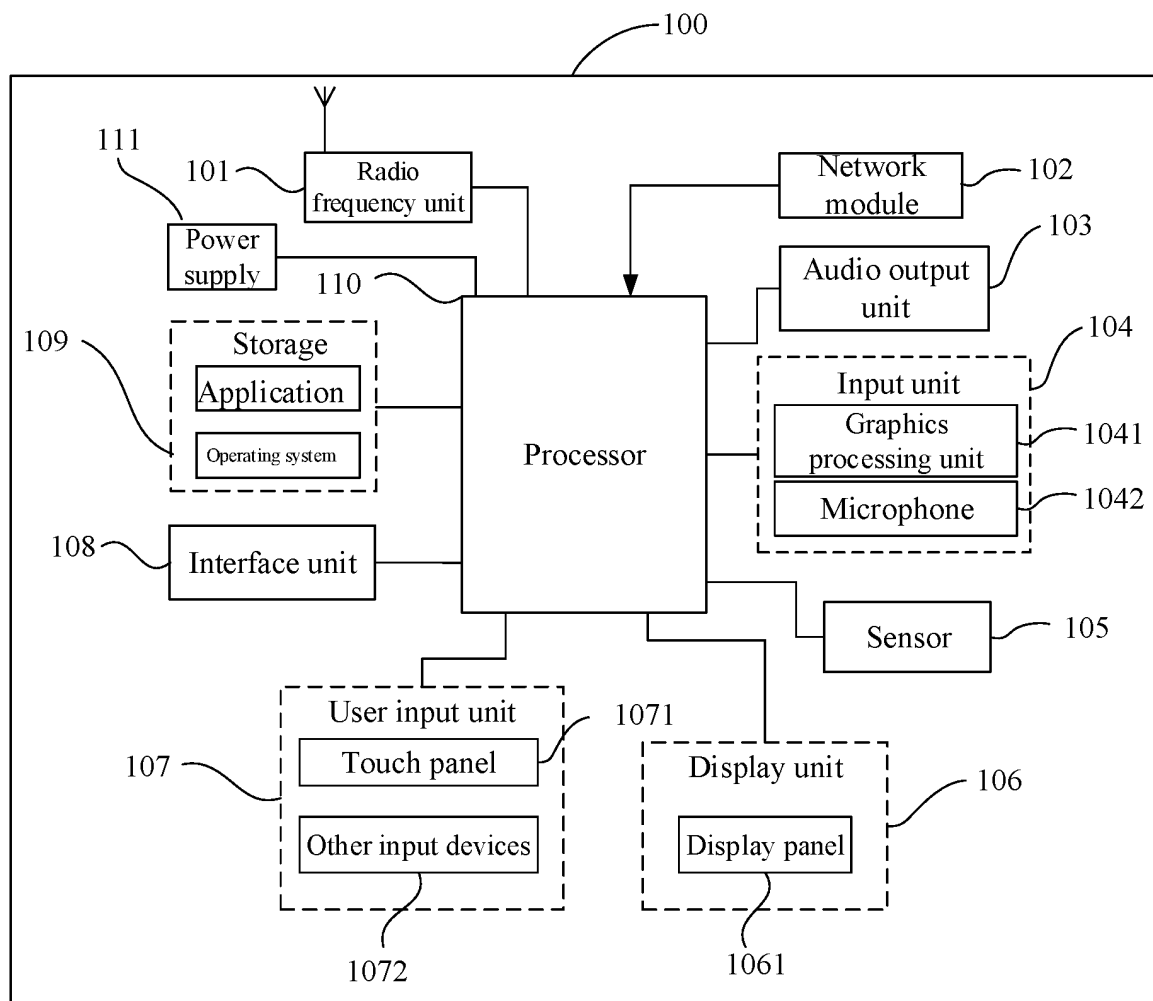 100
111
101
Radio
frequency unit
Network
module
102
103
Power
supply
110
Audio output
unit
109
Storage
Application
Operating system
104
Input unit
Graphics
processing unit
1041
Processor
Microphone
1042
108
Interface unit
Sensor
105
User input unit
1071
107
Touch panel
Other input devices
1072
Display unit
106
Display panel
1061